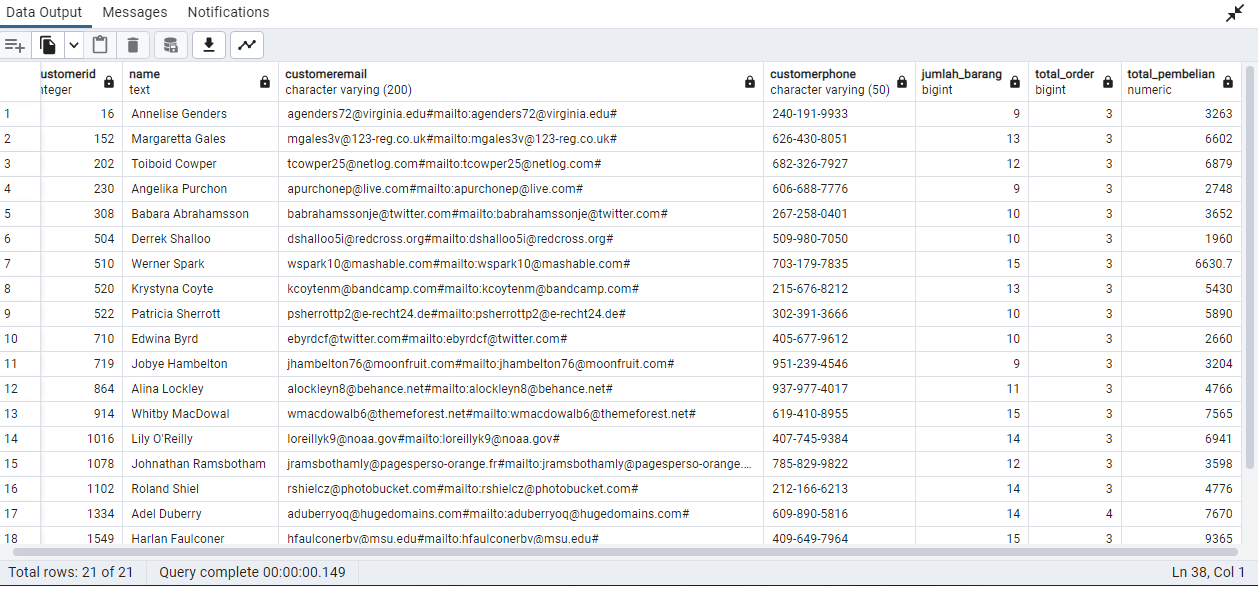 Data Output Messages Notifications
ustomerid name customeremail customerphone jumlah_barang total_order total_pembelian
nteger text character varying (200) character varying (50) bigint bigint numeric
1 16 Annelise Genders agenders72@virginia.edu#mailto:agenders72@virginia.edu# 240-191-9933 9 3 3263
2 152 Margaretta Gales mgales3v@123-reg.co.uk#mailto:mgales3v@123-reg.co.uk# 626-430-8051 13 3 6602
3 202 Toiboid Cowper tcowper25@netlog.com#mailto:tcowper25@netlog.com# 682-326-7927 12 3 6879
4 230 Angelika Purchon apurchonep@live.com#mailto:apurchonep@live.com# 606-688-7776 9 3 2748
5 308 Babara Abrahamsson babrahamssonje@twitter.com#mailto:babrahamssonje@twitter.com# 267-258-0401 10 3 3652
6 504 Derrek Shalloo dshalloo5i@redcross.org#mailto:dshalloo5i@redcross.org# 509-980-7050 10 3 1960
7 510 Werner Spark wspark10@mashable.com#mailto:wspark10@mashable.com# 703-179-7835 15 3 6630.7
8 520 Krystyna Coyte kcoytenm@bandcamp.com#mailto:kcoytenm@bandcamp.com# 215-676-8212 13 3 5430
9 522 Patricia Sherrott psherrottp2@e-recht24.de#mailto:psherrottp2@e-recht24.de# 302-391-3666 10 3 5890
10 710 Edwina Byrd ebyrdcf@twitter.com#mailto:ebyrdcf@twitter.com# 405-677-9612 10 3 2660
11 719 Jobye Hambelton jhambelton76@moonfruit.com#mailto:jhambelton76@moonfruit.com# 951-239-4546 9 3 3204
12 864 Alina Lockley alockleyn8@behance.net#mailto:alockleyn8@behance.net# 937-977-4017 11 3 4766
13 914 Whitby MacDowal wmacdowalb6@themeforest.net#mailto:wmacdowalb6@themeforest.net# 619-410-8955 15 3 7565
14 1016 Lily O'Reilly loreillyk9@noaa.gov#mailto:loreillyk9@noaa.gov# 407-745-9384 14 3 6941
15 1078 Johnathan Ramsbotham jramsbothamly@pagesperso-orange.fr#mailto:jramsbothamly@pagesperso-orange.... 785-829-9822 12 3 3598
16 1102 Roland Shiel rshielcz@photobucket.com#mailto:rshielcz@photobucket.com# 212-166-6213 14 3 4776
17 1334 Adel Duberry aduberryoq@hugedomains.com#mailto:aduberryoq@hugedomains.com# 609-890-5816 14 4 7670
18 1549 Harlan Faulconer hfaulconerbv@msu.edu#mailto:hfaulconerbv@msu.edu# 409-649-7964 15 3 9365
Total rows: 21 of 21 Query complete 00:00:00.149 Ln 38, Col 1